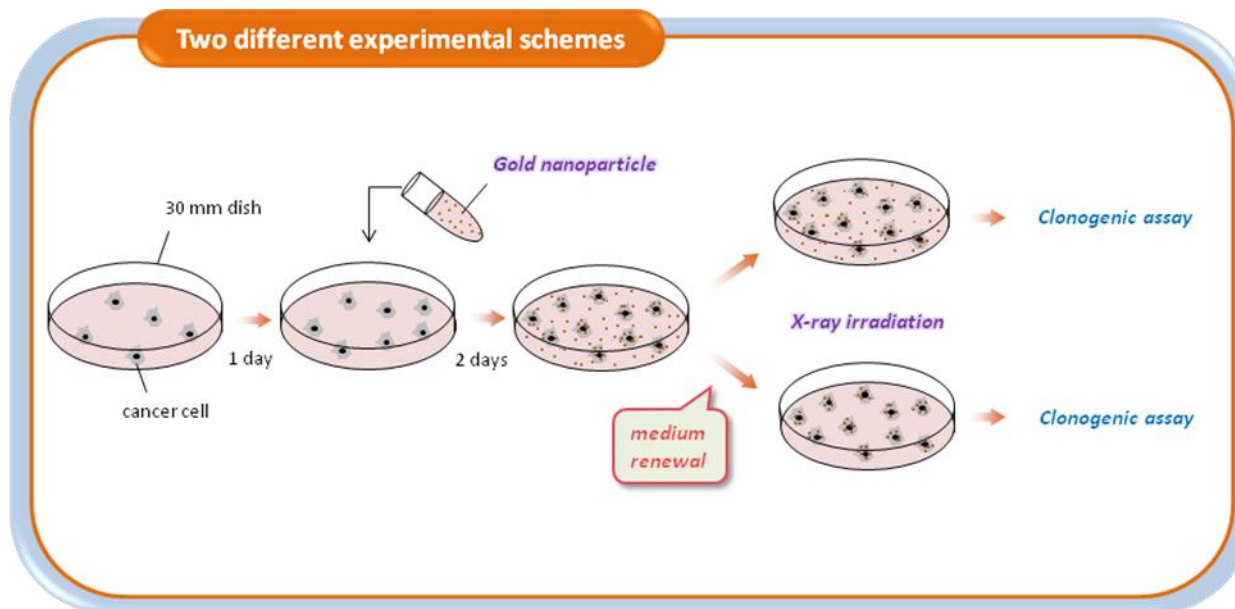 Two different experimental schemes
Gold nanoparticle
30 mm dish
Clonogenic assay
X-ray irradiation
1 day
2 days
cancer cell
medium
renewal
Clonogenic assay